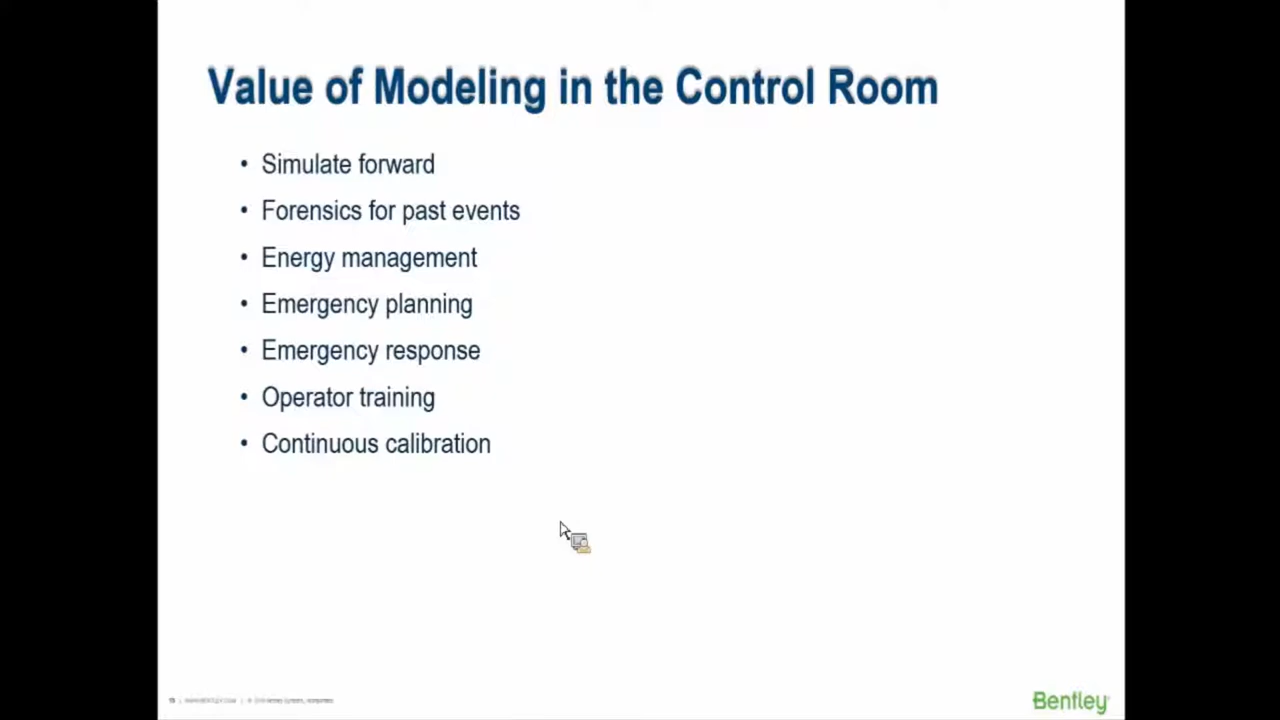 Value of Modeling in the Control Room
• Simulate forward
• Forensics for past events
• Energy management
• Emergency planning
• Emergency response
• Operator training
• Continuous calibration
Bentley